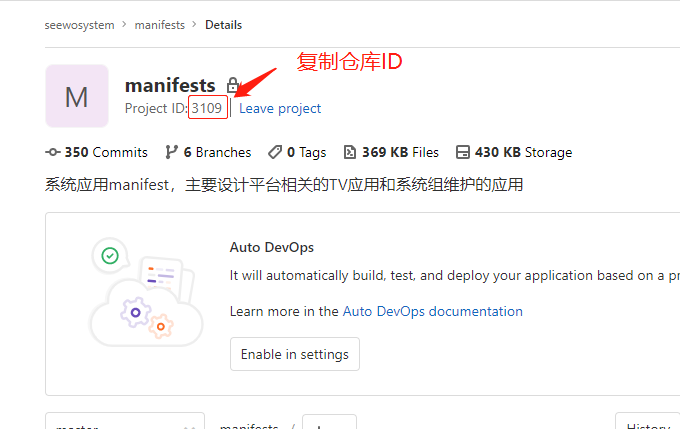 seewosystem > manifests > Details
复制仓库ID
M
manifests
Project ID: 3109 Leave project
350 Commits 6 Branches 0 Tags 369 KB Files 430 KB Storage
系统应用manifest，主要设计平台相关的TV应用和系统组维护的应用
Auto DevOps
It will automatically build, test, and deploy your application based on a
Learn more in the Auto DevOps documentation
Enable in settings
master manifests / History